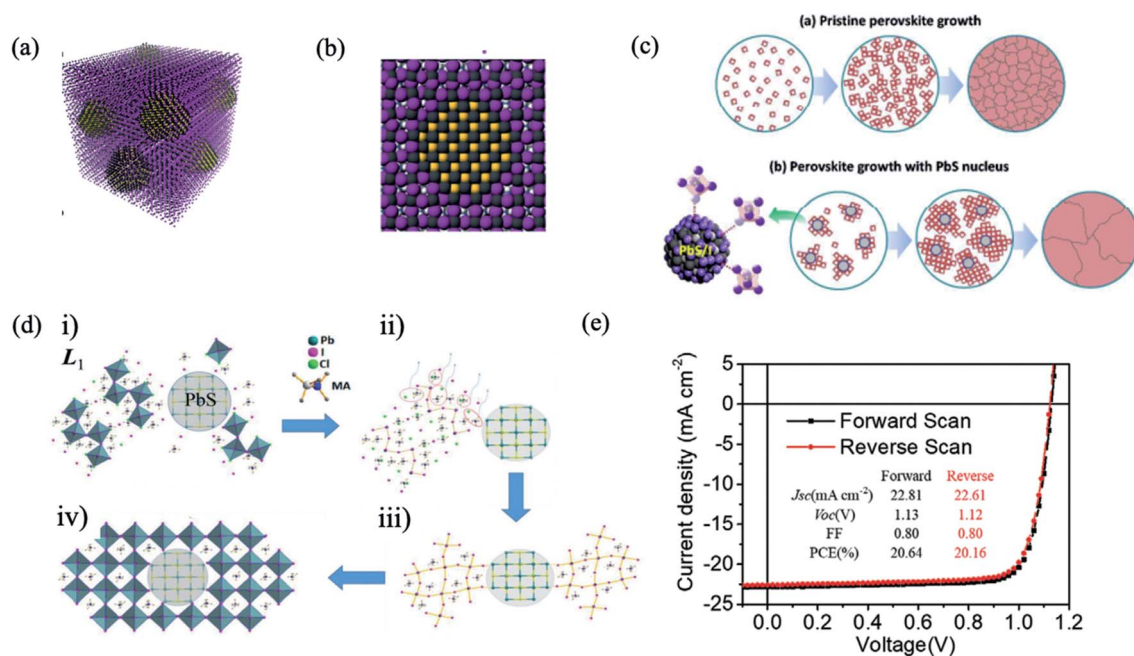 (a)
(b)
(c)
(a) Pristine perovskite growth
(b) Perovskite growth with PbS nucleus
PbS/I
(d)
i)
L1
PbS
Pb
I
Cl
MA
ii)
iv)
iii)
(e)
Current density (mA cm-2)
5
0
-5
-10
-15
-20
-25
Forward Scan
Reverse Scan
Forward Reverse
Jsc(mA cm-2) 22.81 22.61
Voc(V) 1.13 1.12
FF 0.80 0.80
PCE(%) 20.64 20.16
0.0 0.2 0.4 0.6 0.8 1.0 1.2
Voltage(V)